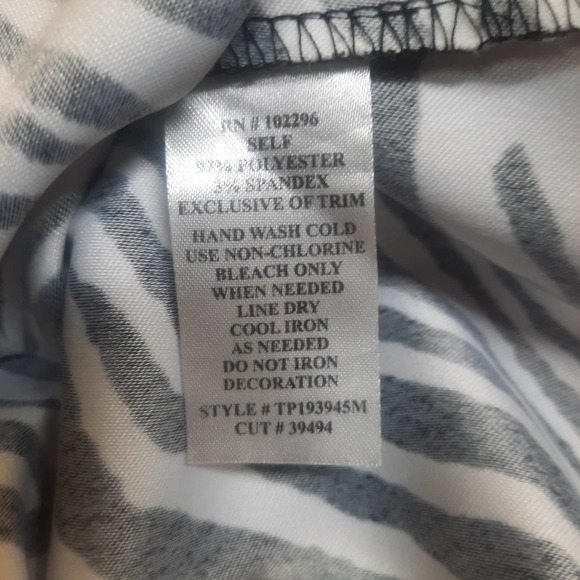 RN # 102296
SELF
97% POLYESTER
3% SPANDEX
EXCLUSIVE OF TRIM
HAND WASH COLD
USE NON-CHLORINE
BLEACH ONLY
WHEN NEEDED
LINE DRY
COOL IRON
AS NEEDED
DO NOT IRON
DECORATION
STYLE # TP193945M
CUT # 39494